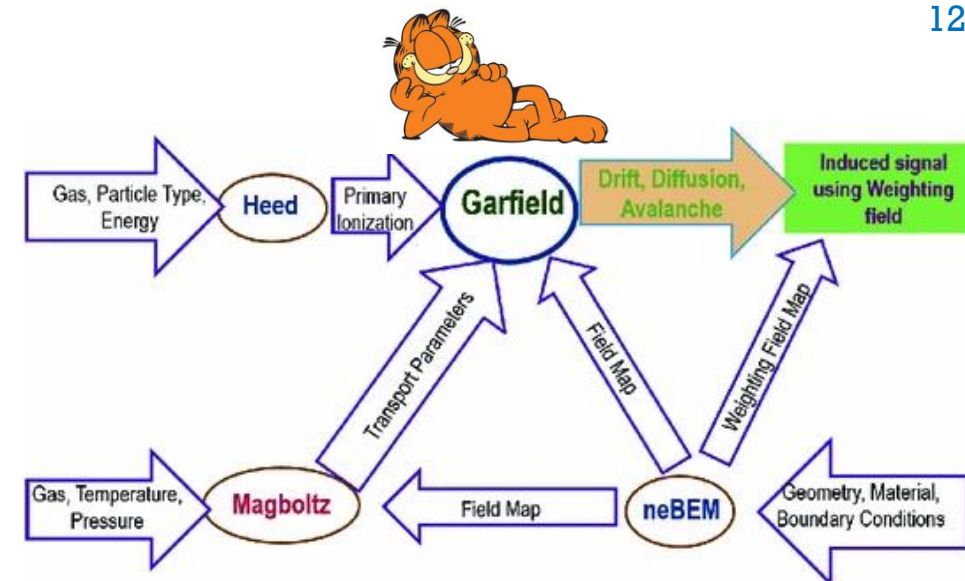 12
Gas, Particle Type,
Energy
Heed
Primary
Ionization
Garfield
Drift, Diffusion,
Avalanche
Induced signal
using Weighting
field
Transport Parameters
Field Map
Weighting Field Map
Gas, Temperature,
Pressure
Magboltz
Field Map
neBEM
Geometry, Material,
Boundary Conditions